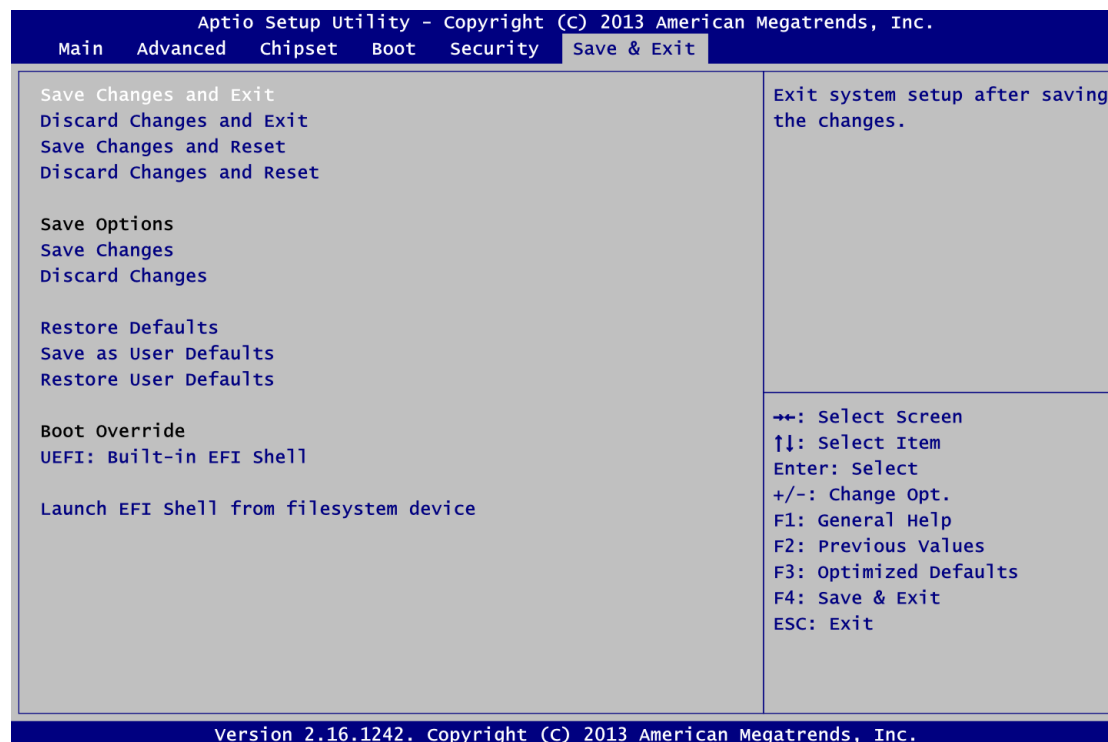 Aptio Setup Utility – Copyright (C) 2013 American Megatrends, Inc.
Main Advanced Chipset Boot Security Save & Exit
Save Changes and Exit
Discard Changes and Exit
Save Changes and Reset
Discard Changes and Reset
Save Options
Save Changes
Discard Changes
Restore Defaults
Save as User Defaults
Restore User Defaults
Boot Override
UEFI: Built-in EFI Shell
Launch EFI Shell from filesystem device
Exit system setup after saving
the changes.
→←: Select Screen
↑↓: Select Item
Enter: Select
+/-: Change Opt.
F1: General Help
F2: Previous Values
F3: Optimized Defaults
F4: Save & Exit
ESC: Exit
Version 2.16.1242. Copyright (C) 2013 American Megatrends, Inc.